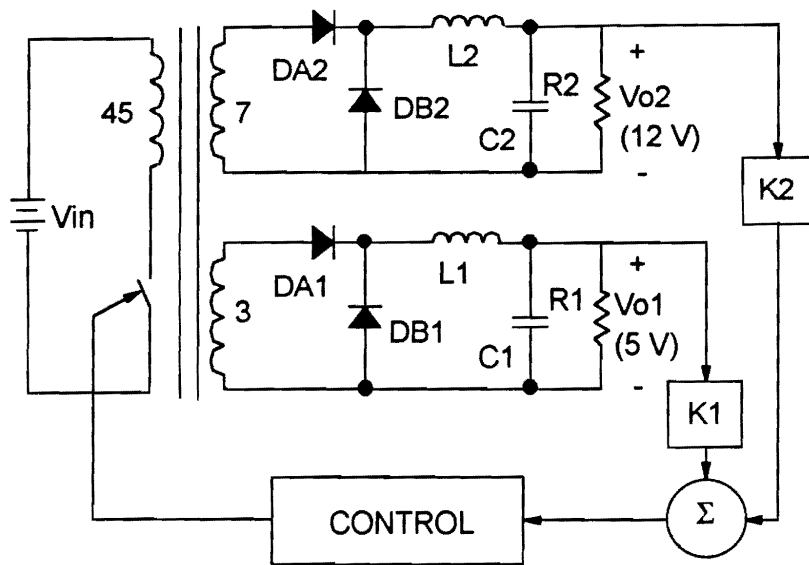 45
7
DA2
DB2
L2
R2
C2
Vo2
(12 V)
+
-
K2
Vin
3
DA1
DB1
L1
R1
C1
Vo1
(5 V)
+
-
K1
Σ
CONTROL